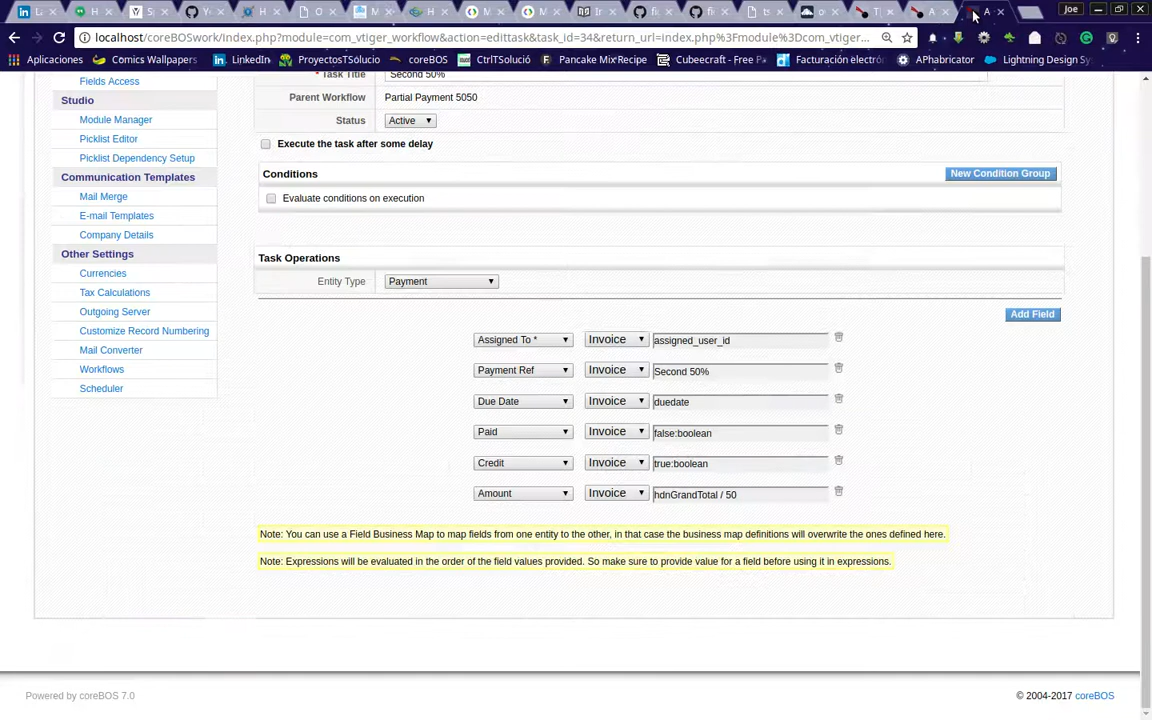 Joe
localhost/coreBOSwork/index.php?module=com_vtiger_workflow&action=edittask&task_id=34&return_url=index.php%3Fmodule%3Dcom_vtiger...
Aplicaciones Comics Wallpapers LinkedIn ProyectosTSolucio coreBOS CtrlTSolució Pancake MixRecipe Cubeecraft - Free Pa Facturación electró APhabricator Lightning Design Sy
Fields Access
Task Title Second 50%
Studio
Parent Workflow Partial Payment 5050
Module Manager
Status Active
Picklist Editor
Execute the task after some delay
Picklist Dependency Setup
Communication Templates
Conditions New Condition Group
Mail Merge
Evaluate conditions on execution
E-mail Templates
Company Details
Other Settings
Task Operations
Currencies
Entity Type Payment
Tax Calculations
Outgoing Server
Add Field
Customize Record Numbering
Assigned To * Invoice assigned_user_id
Mail Converter
Workflows
Payment Ref Invoice Second 50%
Scheduler
Due Date Invoice duedate
Paid Invoice false:boolean
Credit Invoice true:boolean
Amount Invoice hdnGrandTotal / 50
Note: You can use a Field Business Map to map fields from one entity to the other, in that case the business map definitions will overwrite the ones defined here.
Note: Expressions will be evaluated in the order of the field values provided. So make sure to provide value for a field before using it in expressions.
Powered by coreBOS 7.0 © 2004-2017 coreBOS